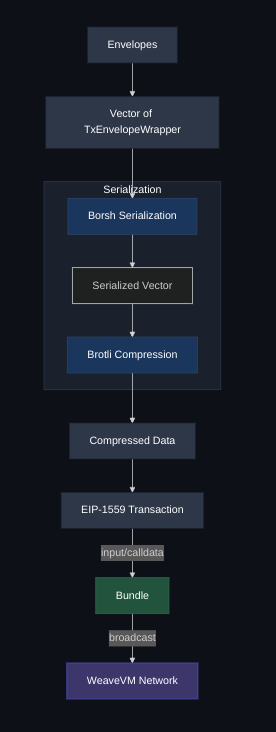 Envelopes
Vector of
TxEnvelopeWrapper
Serialization
Borsh Serialization
Serialized Vector
Brotli Compression
Compressed Data
EIP-1559 Transaction
input/calldata
Bundle
broadcast
WeaveVM Network